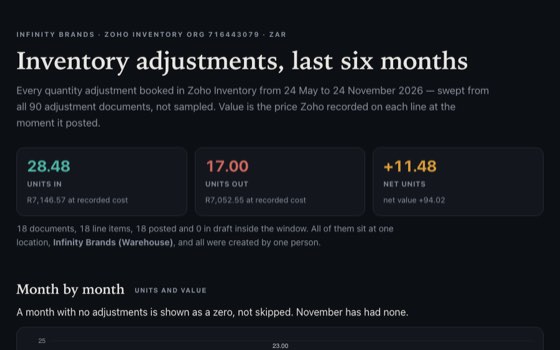 INFINITY BRANDS · ZOHO INVENTORY ORG 716443079 · ZAR
Inventory adjustments, last six months
Every quantity adjustment booked in Zoho Inventory from 24 May to 24 November 2026 — swept from
all 90 adjustment documents, not sampled. Value is the price Zoho recorded on each line at the
moment it posted.
28.48
UNITS IN
R7,146.57 at recorded cost
17.00
UNITS OUT
R7,052.55 at recorded cost
+11.48
NET UNITS
net value +94.02
18 documents, 18 line items, 18 posted and 0 in draft inside the window. All of them sit at one
location, Infinity Brands (Warehouse), and all were created by one person.
Month by month UNITS AND VALUE
A month with no adjustments is shown as a zero, not skipped. November has had none.
25
23.00